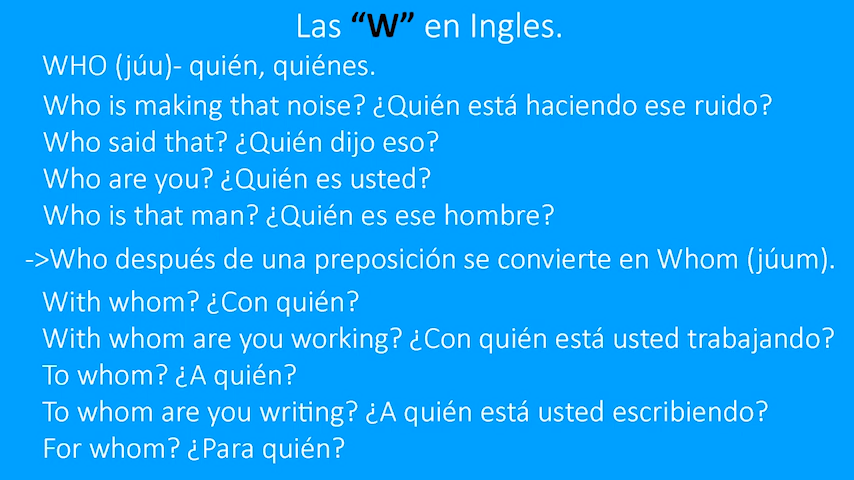 Las “W” en Ingles.
WHO (júu)- quién, quiénes.
Who is making that noise? ¿Quién está haciendo ese ruido?
Who said that? ¿Quién dijo eso?
Who are you? ¿Quién es usted?
Who is that man? ¿Quién es ese hombre?
->Who después de una preposición se convierte en Whom (júum).
With whom? ¿Con quién?
With whom are you working? ¿Con quién está usted trabajando?
To whom? ¿A quién?
To whom are you writing? ¿A quién está usted escribiendo?
For whom? ¿Para quién?